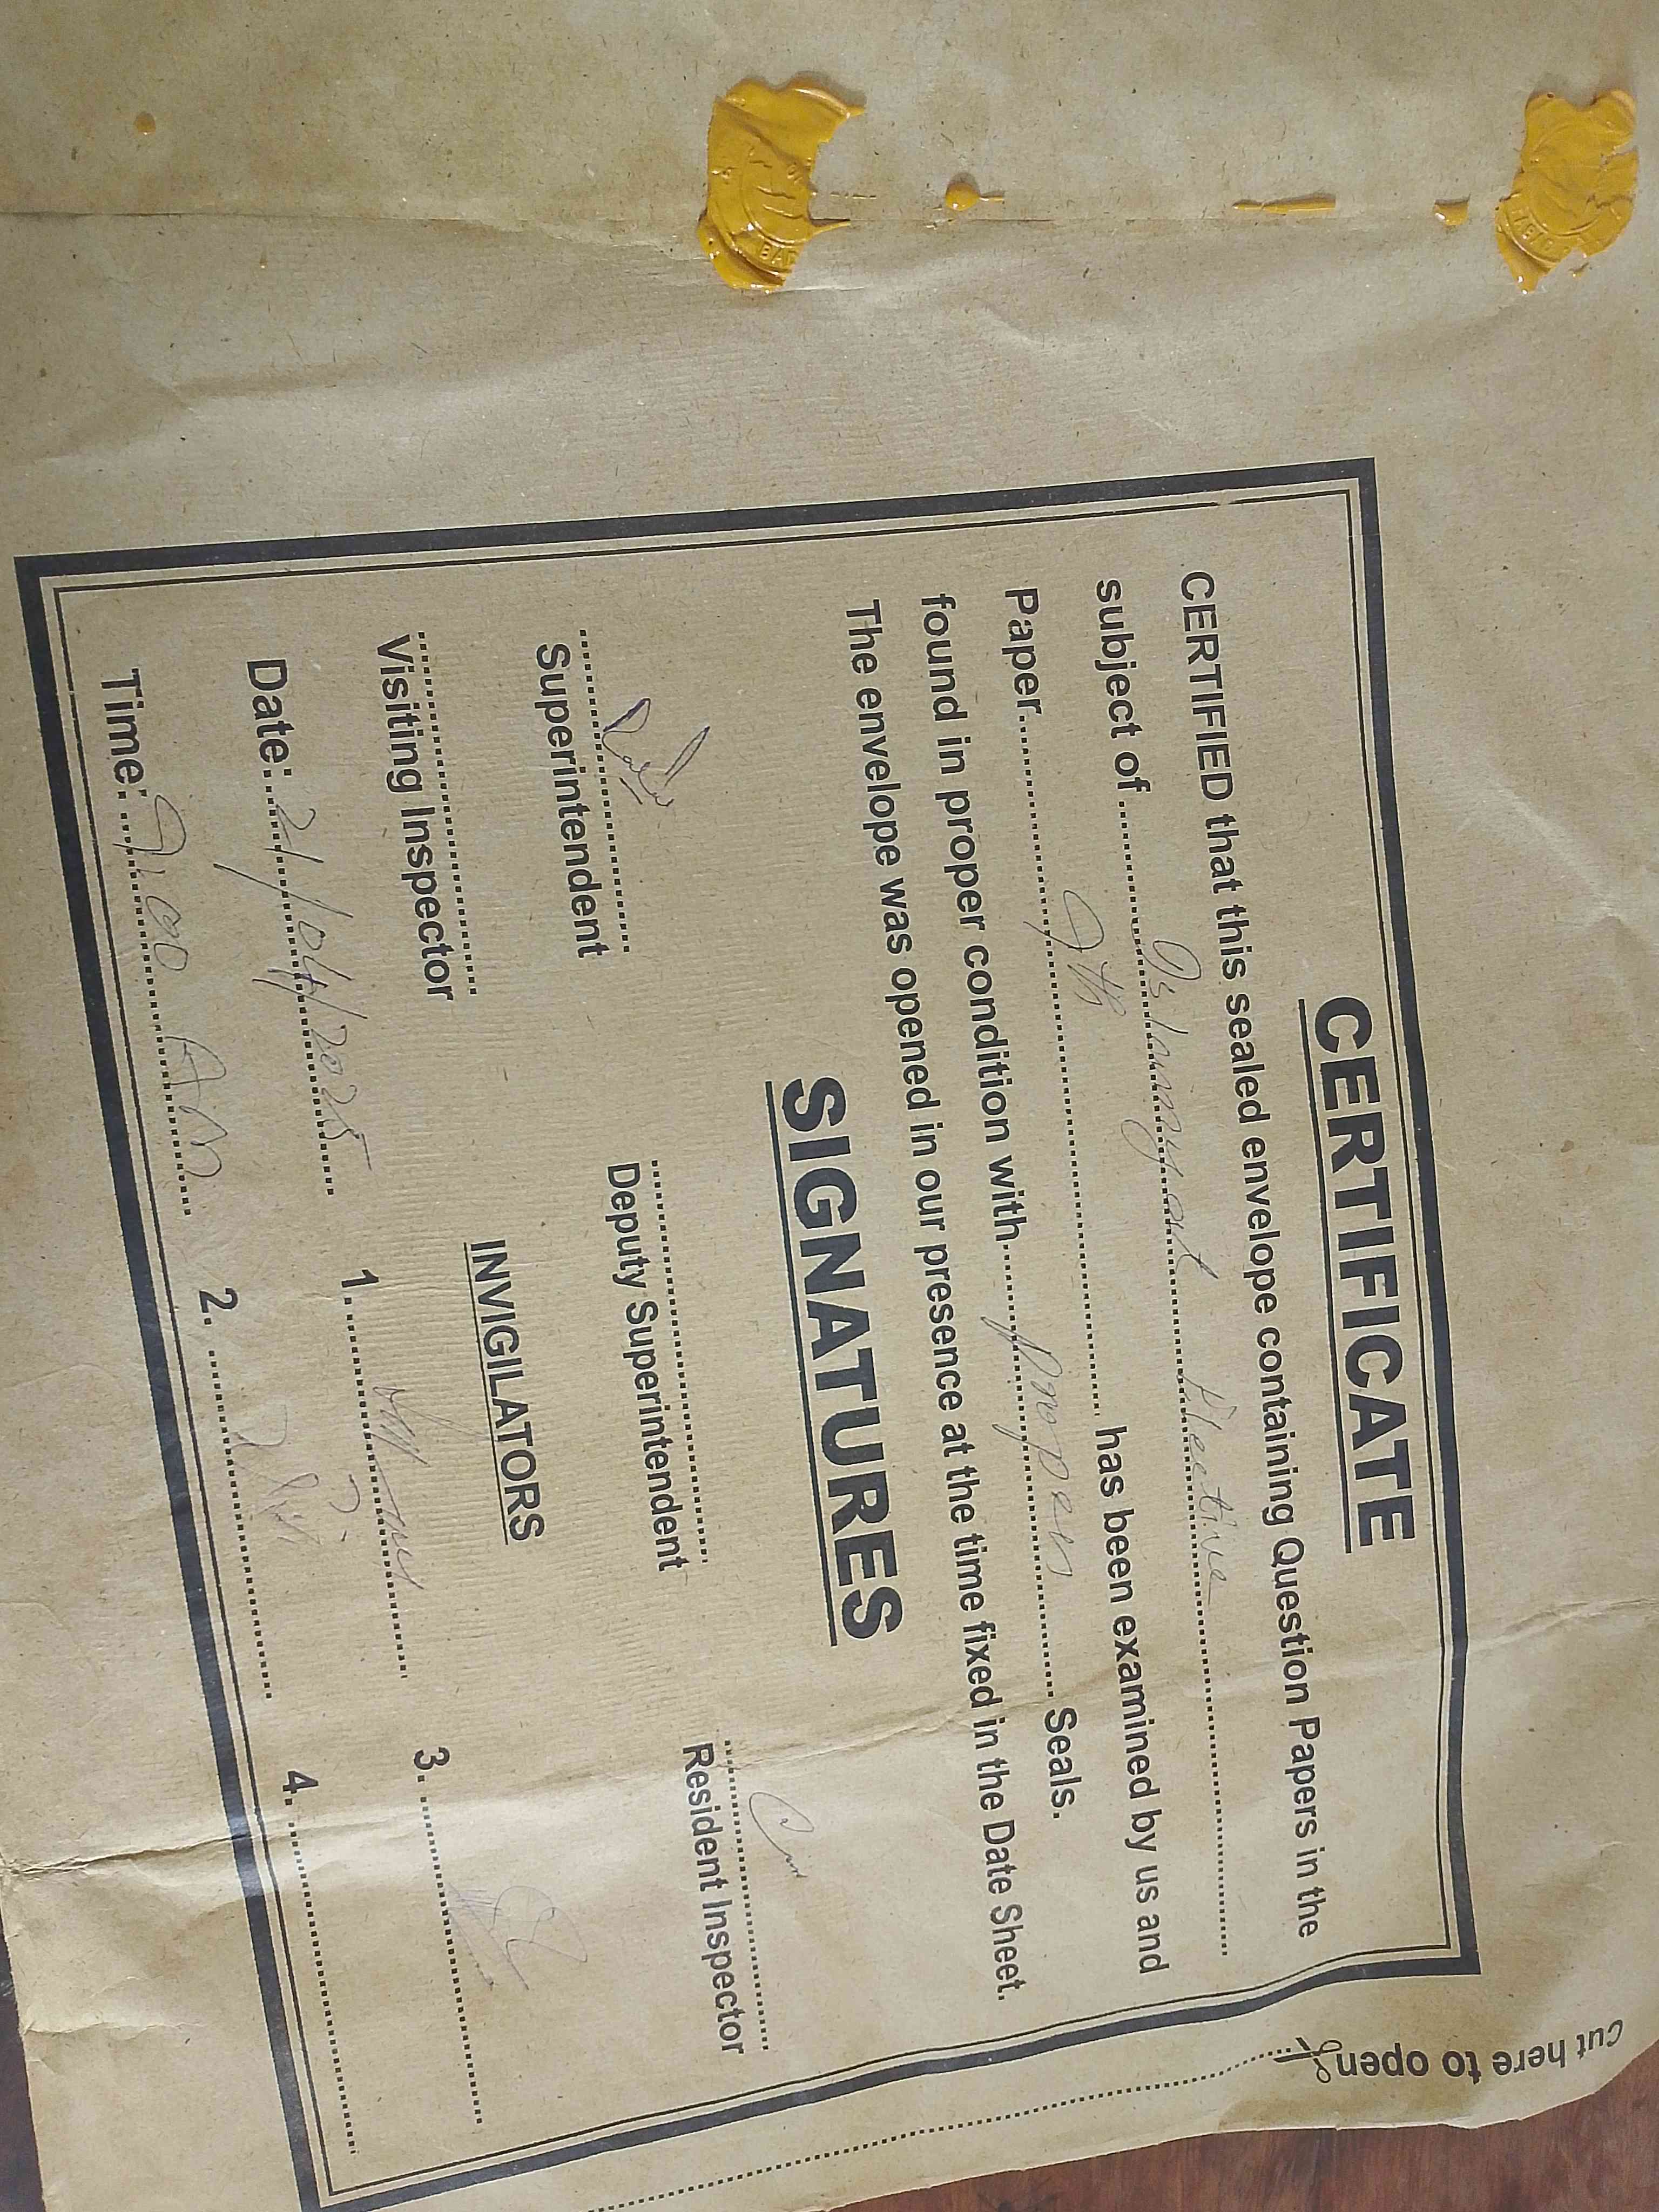 CERTIFICATE
CERTIFIED that this sealed envelope containing Question Papers in the
subject of ........ Islamiyat Elective ........
Paper ........ 9th ........ has been examined by us and
found in proper condition with ........ proper ........ Seals.
The envelope was opened in our presence at the time fixed in the Date Sheet.
SIGNATURES
Superintendent
Deputy Superintendent
Resident Inspector
Visiting Inspector
INVIGILATORS
Date: 21/04/2025
1.
3.
Time: 9:00 AM
2.
4.
cut here to open
BAD